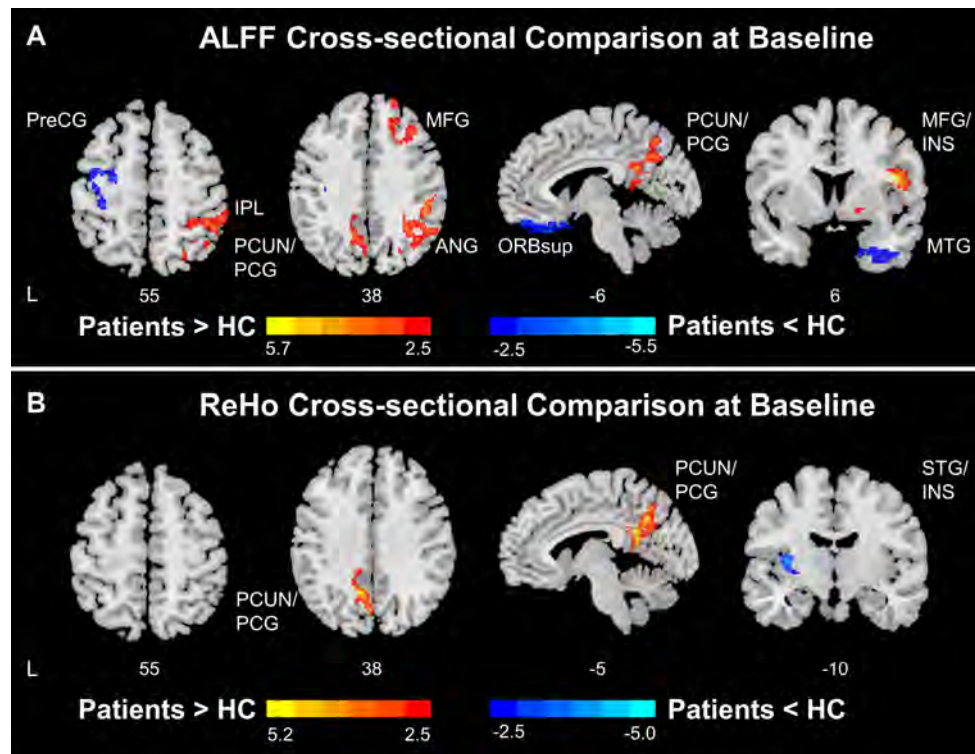 A
ALFF Cross-sectional Comparison at Baseline
PreCG
IPL
PCUN/
PCG
MFG
ANG
PCUN/
PCG
ORBsup
MFG/
INS
MTG
L
55
38
-6
6
Patients > HC
5.7
2.5
-2.5
-5.5
Patients < HC
B
ReHo Cross-sectional Comparison at Baseline
PCUN/
PCG
PCUN/
PCG
STG/
INS
L
55
38
-5
-10
Patients > HC
5.2
2.5
-2.5
-5.0
Patients < HC